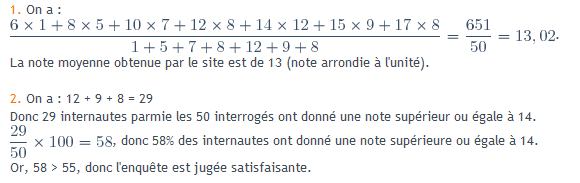 1. On a :
6 × 1 + 8 × 5 + 10 × 7 + 12 × 8 + 14 × 12 + 15 × 9 + 17 × 8 / 1 + 5 + 7 + 8 + 12 + 9 + 8 = 651 / 50 = 13,02.
La note moyenne obtenue par le site est de 13 (note arrondie à l'unité).
2. On a : 12 + 9 + 8 = 29
Donc 29 internautes parmie les 50 interrogés ont donné une note supérieur ou égale à 14.
29 / 50 × 100 = 58, donc 58% des internautes ont donné une note supérieure ou égale à 14.
Or, 58 > 55, donc l'enquête est jugée satisfaisante.